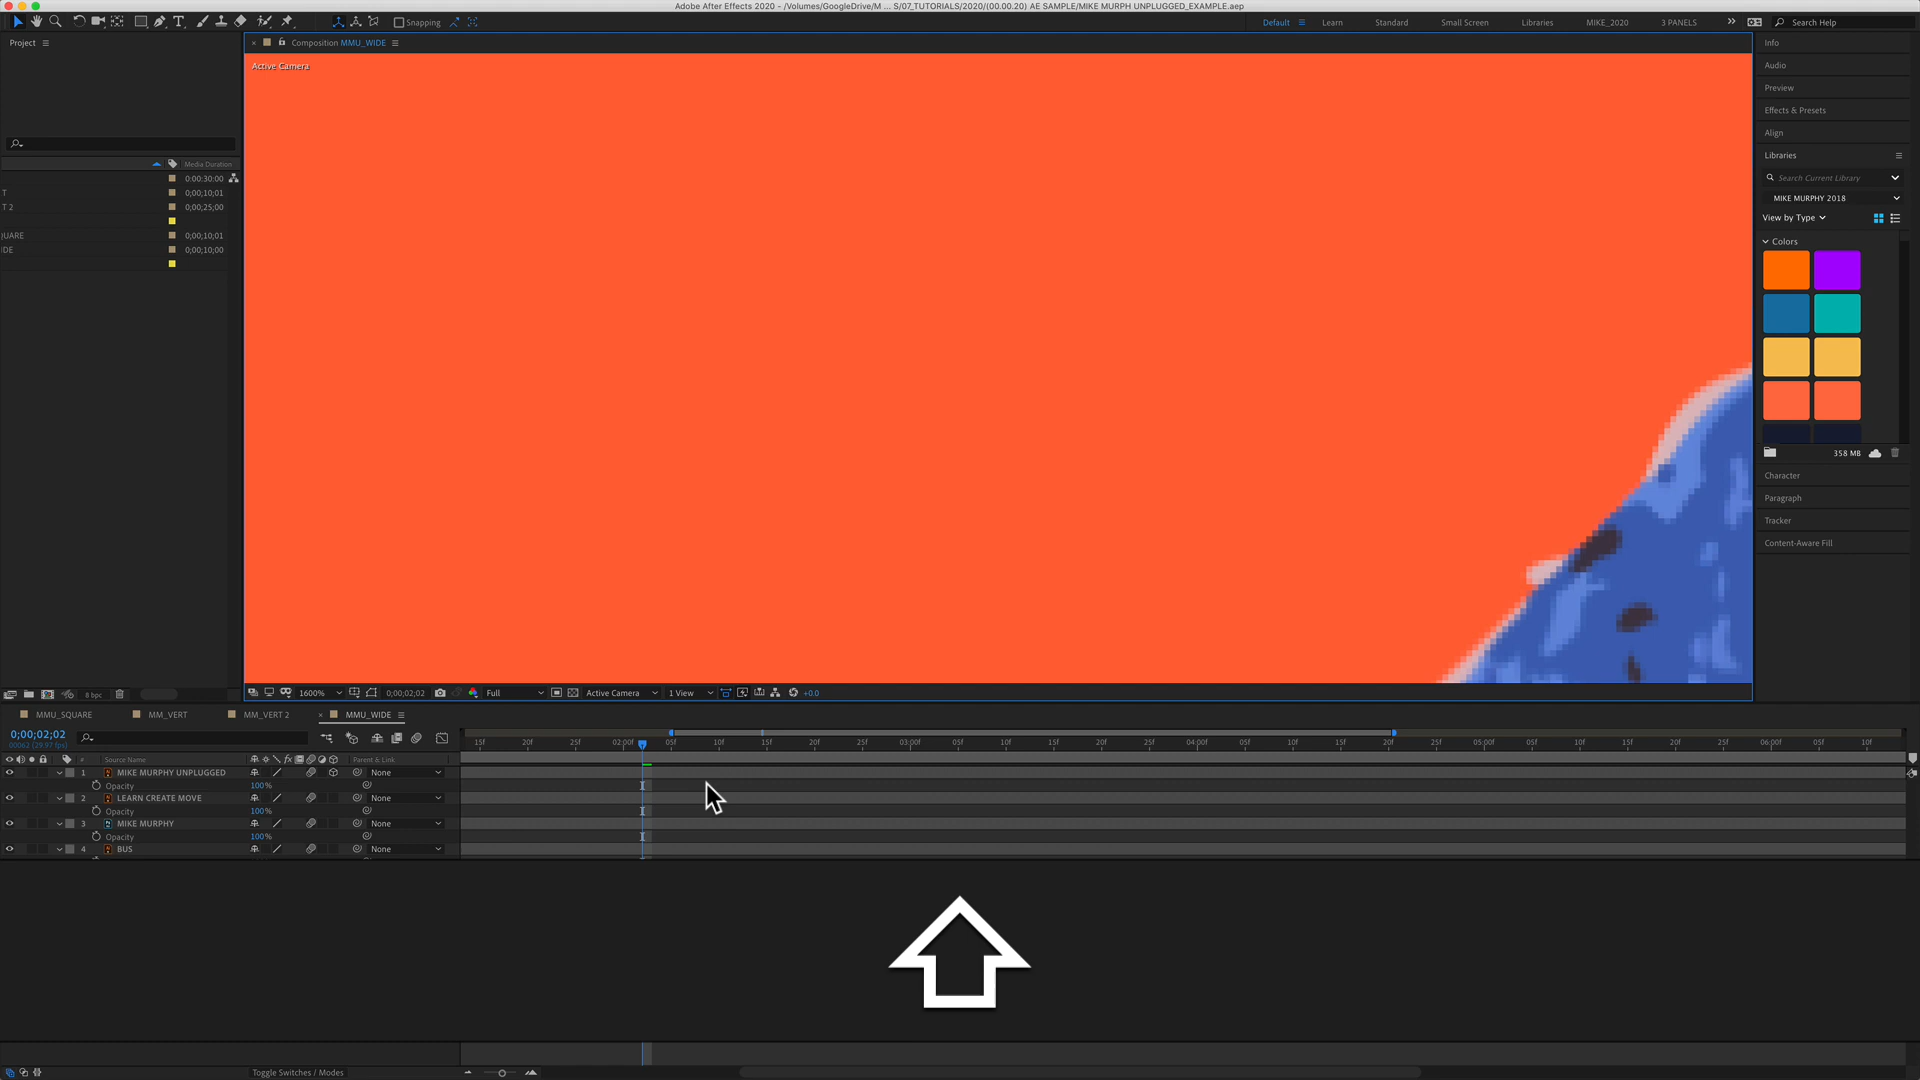 Adobe After Effects 2020 - /Volumes/GoogleDrive/M ... S/07_TUTORIALS/2020/(00.00.20) AE SAMPLE/MIKE MURPH UNPLUGGED_EXAMPLE.aep
Snapping
Default
Learn
Standard
Small Screen
Libraries
MIKE_2020
3 PANELS
Search Help
Project
Composition MMU_WIDE
Active Camera
Media Duration
0:00:30:00
T 0;00;10;01
T 2 0;00;25;00
UARE 0;00;10;01
IDE 0;00;10;00
Info
Audio
Preview
Effects & Presets
Align
Libraries
Search Current Library
MIKE MURPHY 2018
View by Type
Colors
358 MB
Character
Paragraph
Tracker
Content-Aware Fill
8 bpc
1600%
0;00;02;02
Full
Active Camera
1 View
+0.0
MMU_SQUARE
MM_VERT
MM_VERT 2
MMU_WIDE
0;00;02;02
00062 (29.97 fps)
15f 20f 25f 02:00f 05f 10f 15f 20f 25f 03:00f 05f 10f 15f 20f 25f 04:00f 05f 10f 15f 20f 25f 05:00f 05f 10f 15f 20f 25f 06:00f 05f 10f
# Source Name fx Parent & Link
1 MIKE MURPHY UNPLUGGED None
Opacity 100%
2 LEARN CREATE MOVE None
Opacity 100%
3 MIKE MURPHY None
Opacity 100%
4 BUS None
Toggle Switches / Modes